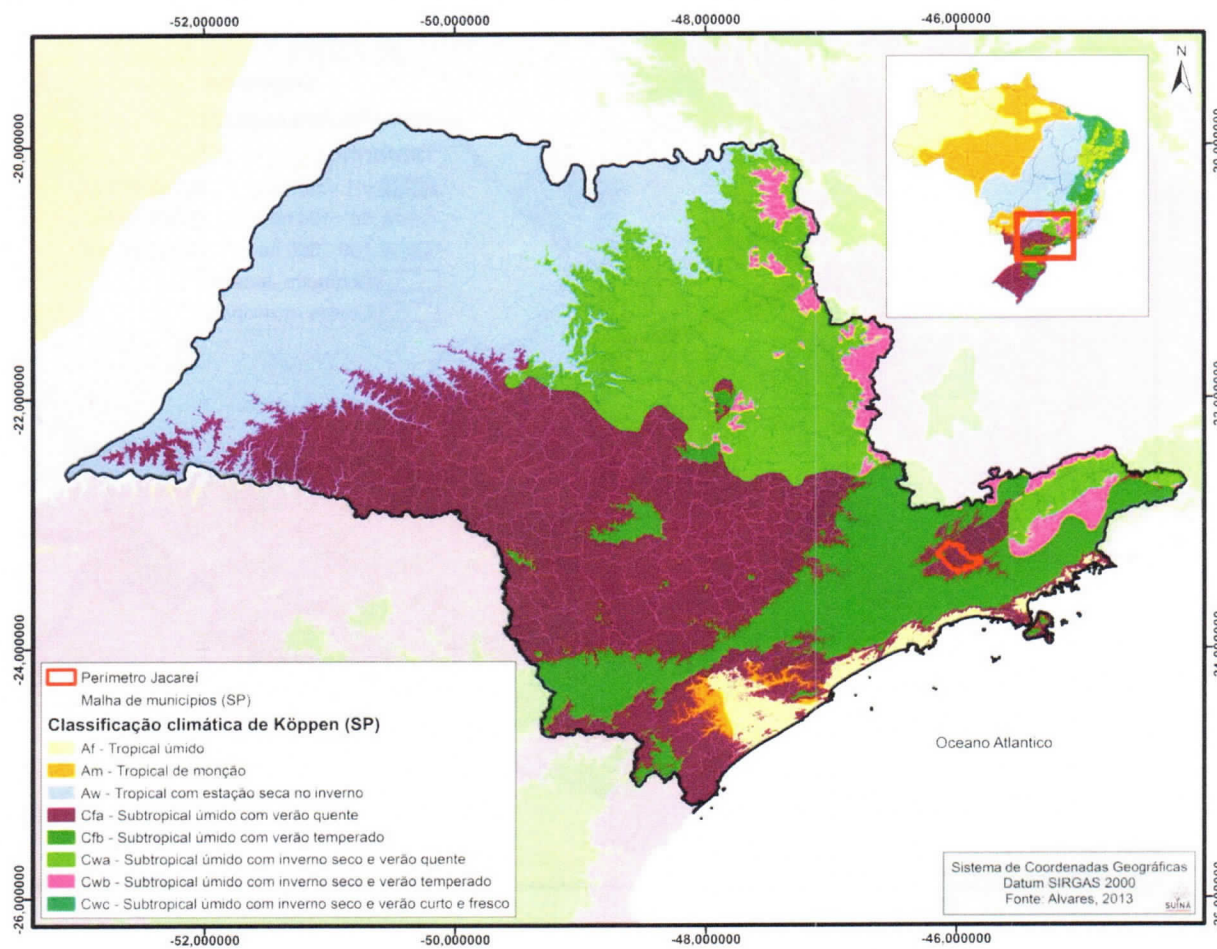 -52,000000
-50,000000
-48,000000
-46,000000
N
-20,000000
-22,000000
-24,000000
-26,000000
Perímetro Jacareí
Malha de municípios (SP)
Classificação climática de Köppen (SP)
Af - Tropical úmido
Am - Tropical de monção
Aw - Tropical com estação seca no inverno
Cfa - Subtropical úmido com verão quente
Cfb - Subtropical úmido com verão temperado
Cwa - Subtropical úmido com inverno seco e verão quente
Cwb - Subtropical úmido com inverno seco e verão temperado
Cwc - Subtropical úmido com inverno seco e verão curto e fresco
Oceano Atlantico
Sistema de Coordenadas Geográficas
Datum SIRGAS 2000
Fonte: Alvares, 2013
SUINÁ
-52,000000
-50,000000
-48,000000
-46,000000